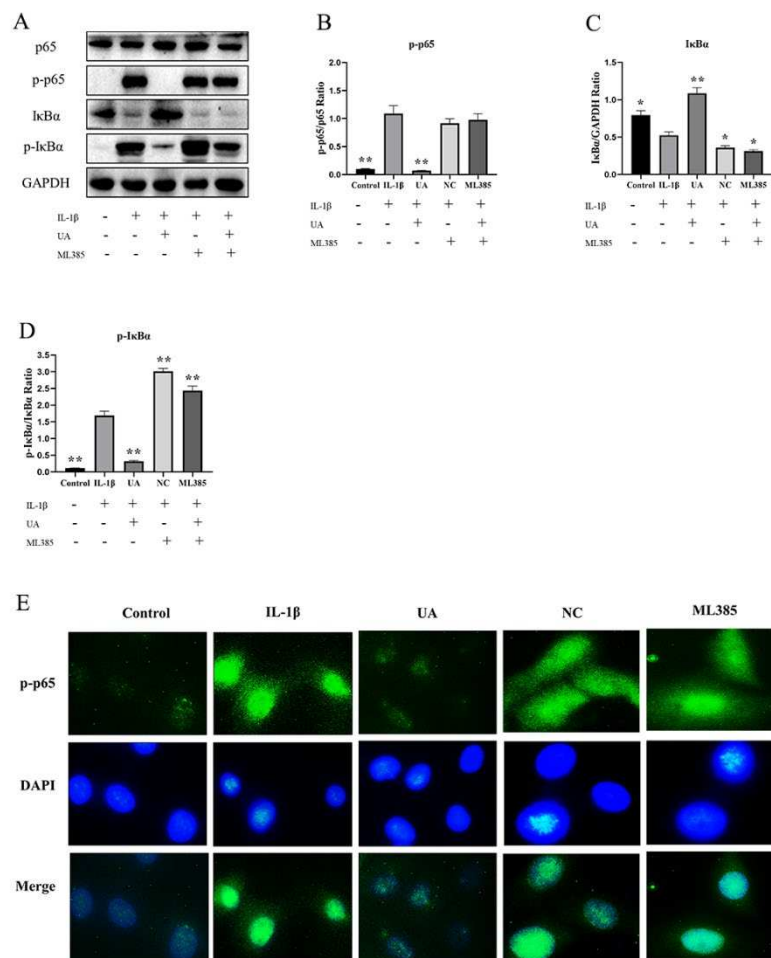 A
p65
p-p65
IκBα
p-IκBα
GAPDH
IL-1β - + + + +
UA - - + - +
ML385 - - - + +
B
p-p65
p-p65/p65 Ratio
2.0
1.5
1.0
0.5
0.0
** **
Control IL-1β UA NC ML385
IL-1β - + + + +
UA - - + - +
ML385 - - - + +
C
IκBα
IκBα/GAPDH Ratio
1.5
1.0
0.5
0.0
* ** * *
Control IL-1β UA NC ML385
IL-1β - + + + +
UA - - + - +
ML385 - - - + +
D
p-IκBα
p-IκBα/IκBα Ratio
3.5
3.0
2.5
2.0
1.5
1.0
0.5
0.0
** ** ** **
Control IL-1β UA NC ML385
IL-1β - + + + +
UA - - + - +
ML385 - - - + +
E
Control IL-1β UA NC ML385
p-p65
DAPI
Merge